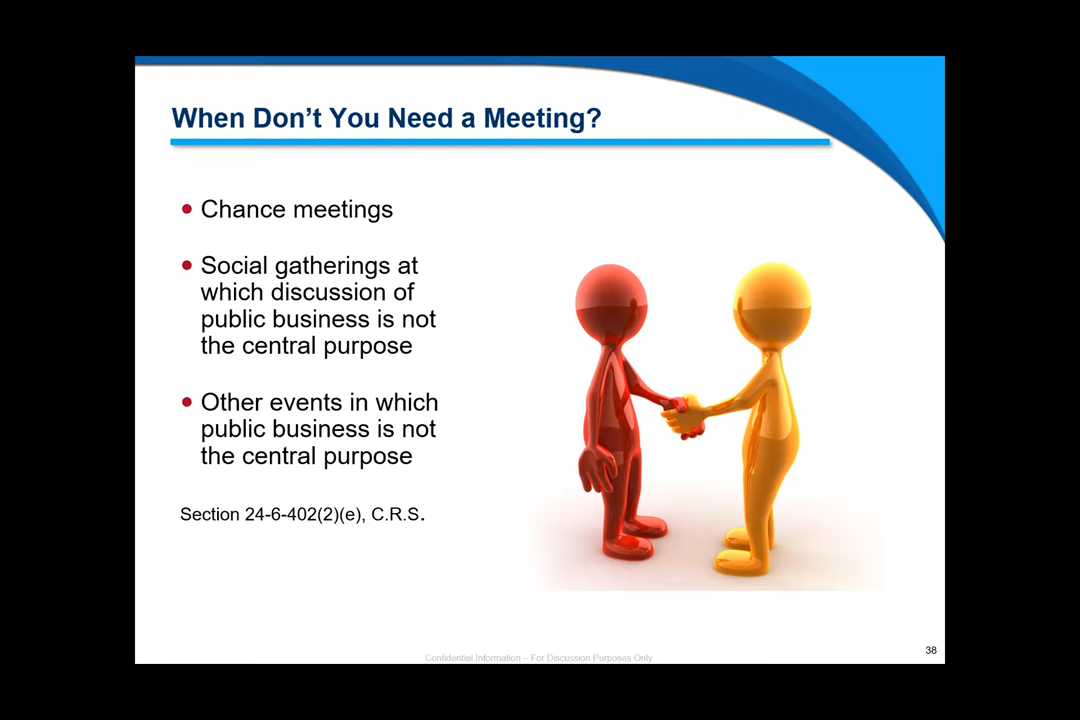 When Don’t You Need a Meeting?
• Chance meetings
• Social gatherings at
which discussion of
public business is not
the central purpose
• Other events in which
public business is not
the central purpose
Section 24-6-402(2)(e), C.R.S.
Confidential Information – For Discussion Purposes Only
38